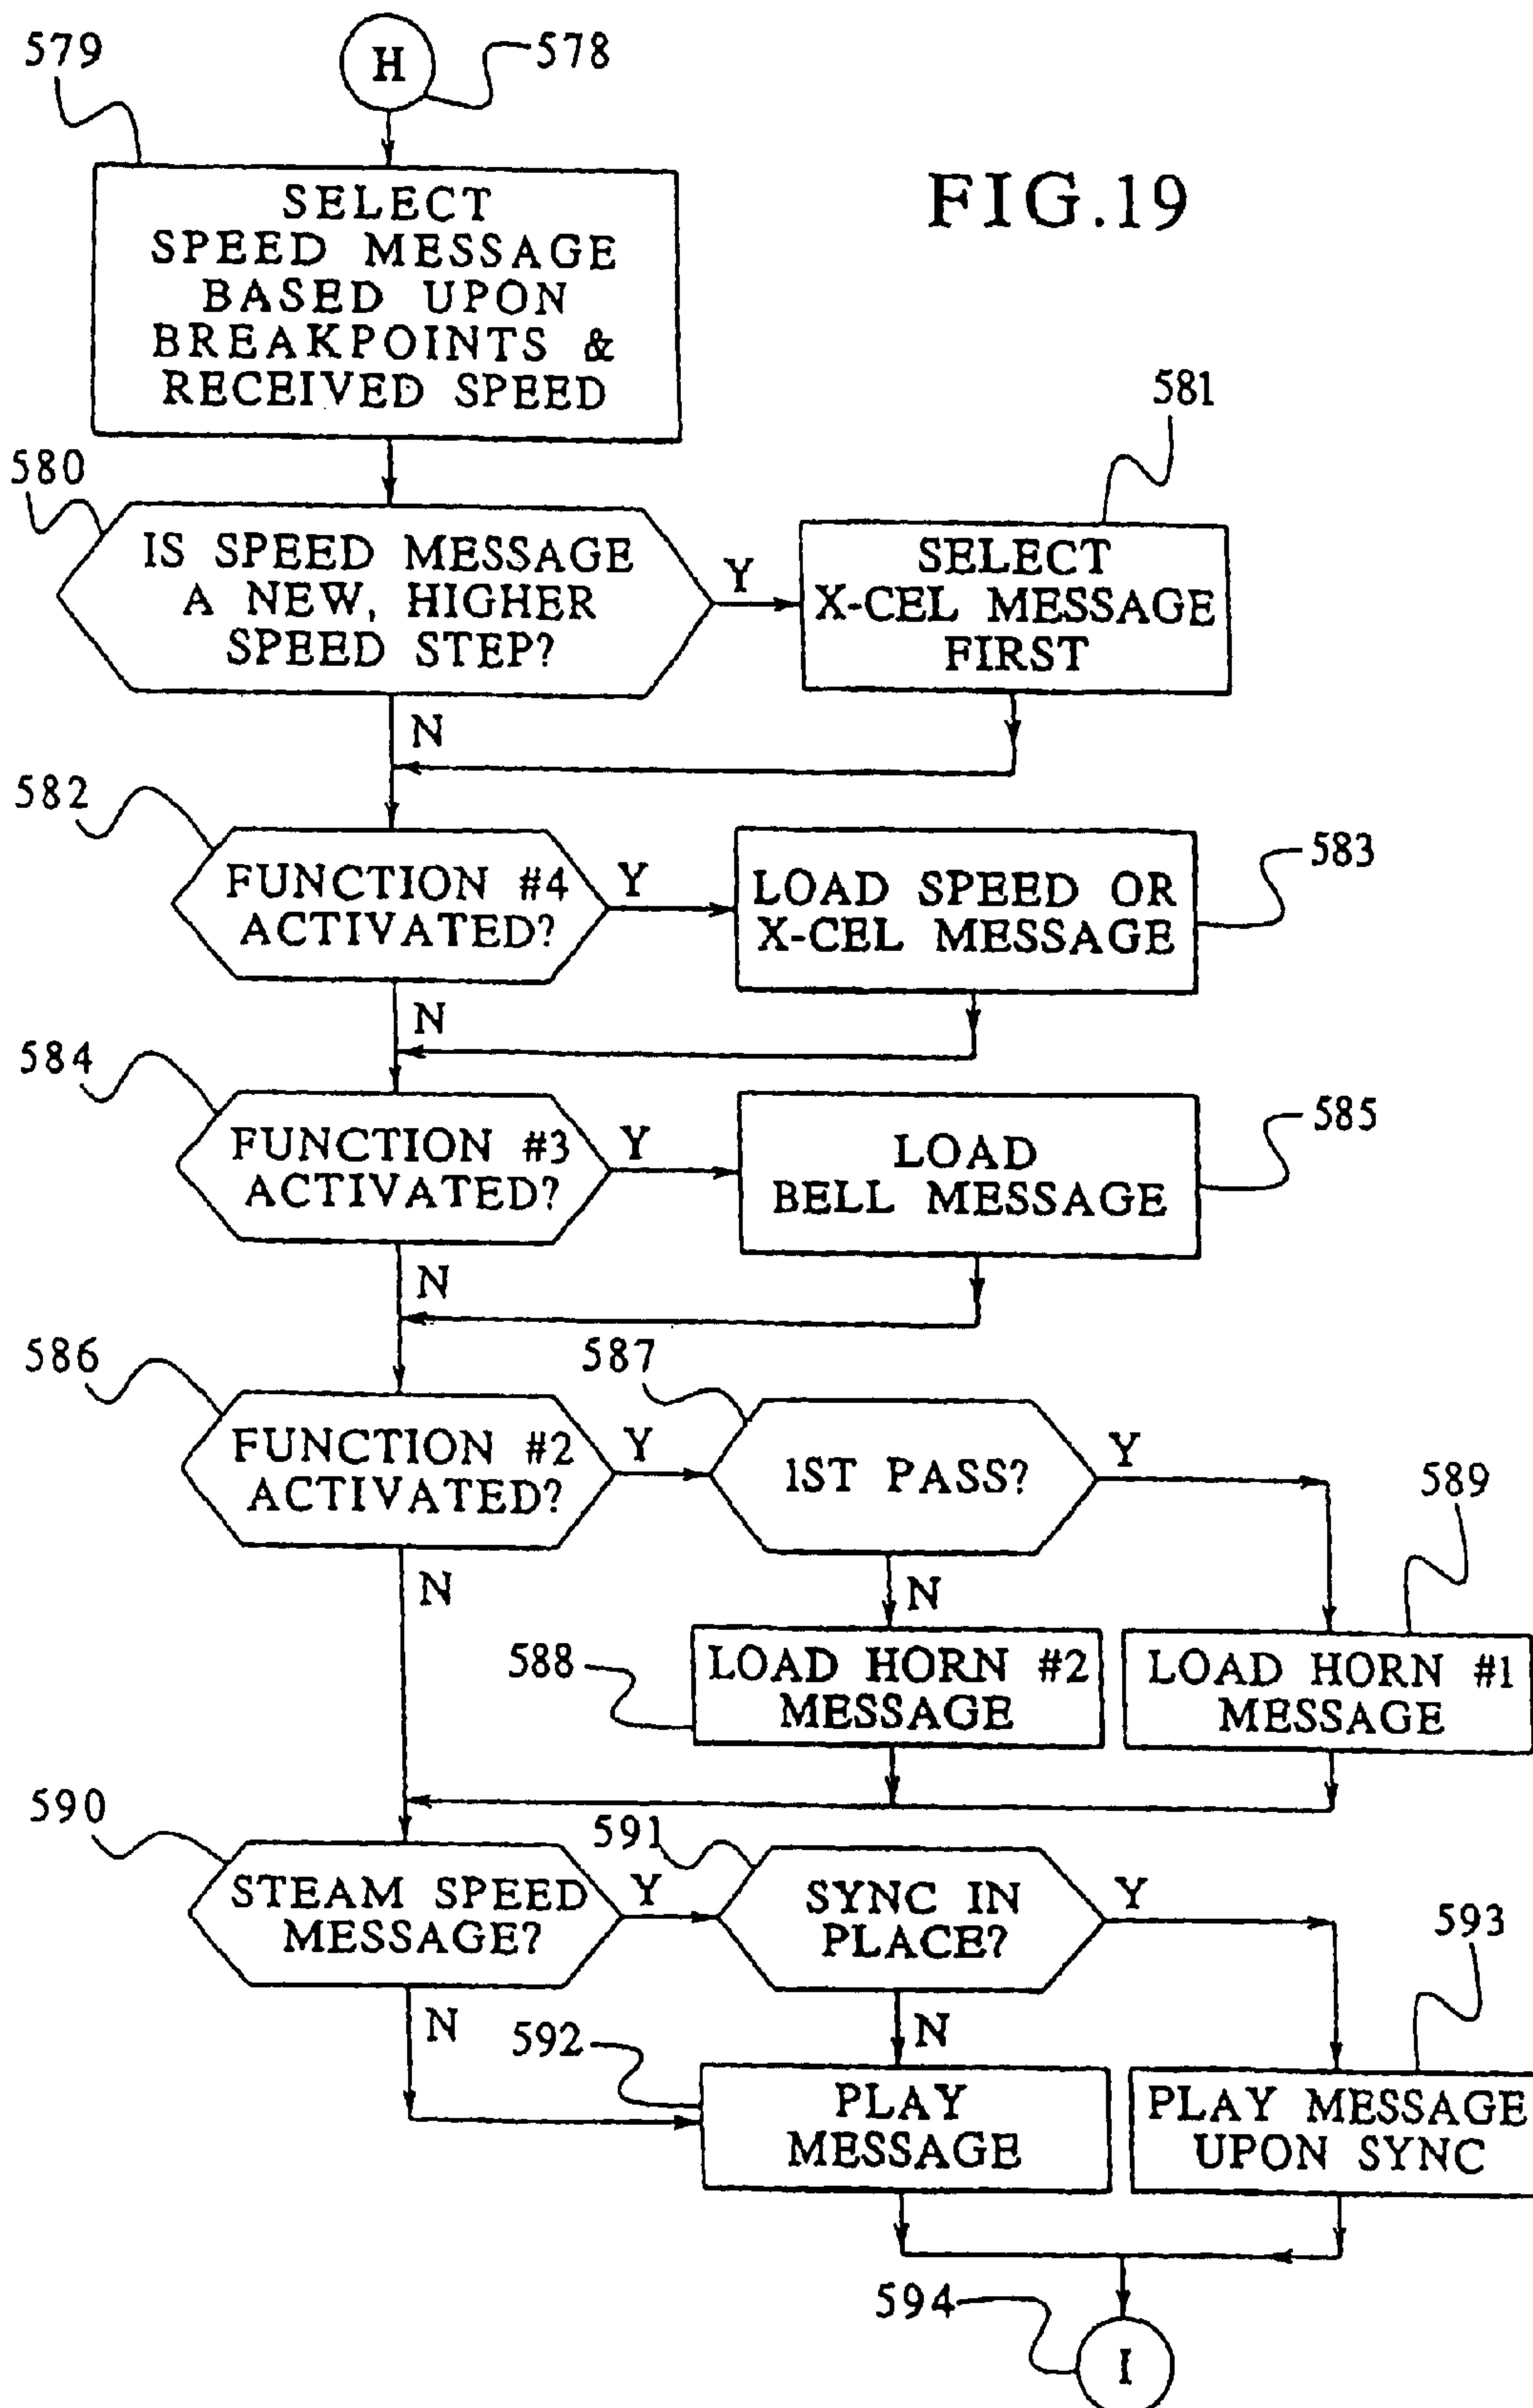 579
H
578
FIG.19
SELECT
SPEED MESSAGE
BASED UPON
BREAKPOINTS &
RECEIVED SPEED
581
580
IS SPEED MESSAGE
A NEW, HIGHER
SPEED STEP?
Y
SELECT
X-CEL MESSAGE
FIRST
N
582
FUNCTION #4
ACTIVATED?
Y
LOAD SPEED OR
X-CEL MESSAGE
583
N
584
FUNCTION #3
ACTIVATED?
Y
LOAD
BELL MESSAGE
585
N
586
587
FUNCTION #2
ACTIVATED?
Y
1ST PASS?
Y
589
N
N
588
LOAD HORN #2
MESSAGE
LOAD HORN #1
MESSAGE
590
591
STEAM SPEED
MESSAGE?
Y
SYNC IN
PLACE?
Y
593
N
N
592
PLAY
MESSAGE
PLAY MESSAGE
UPON SYNC
594
I